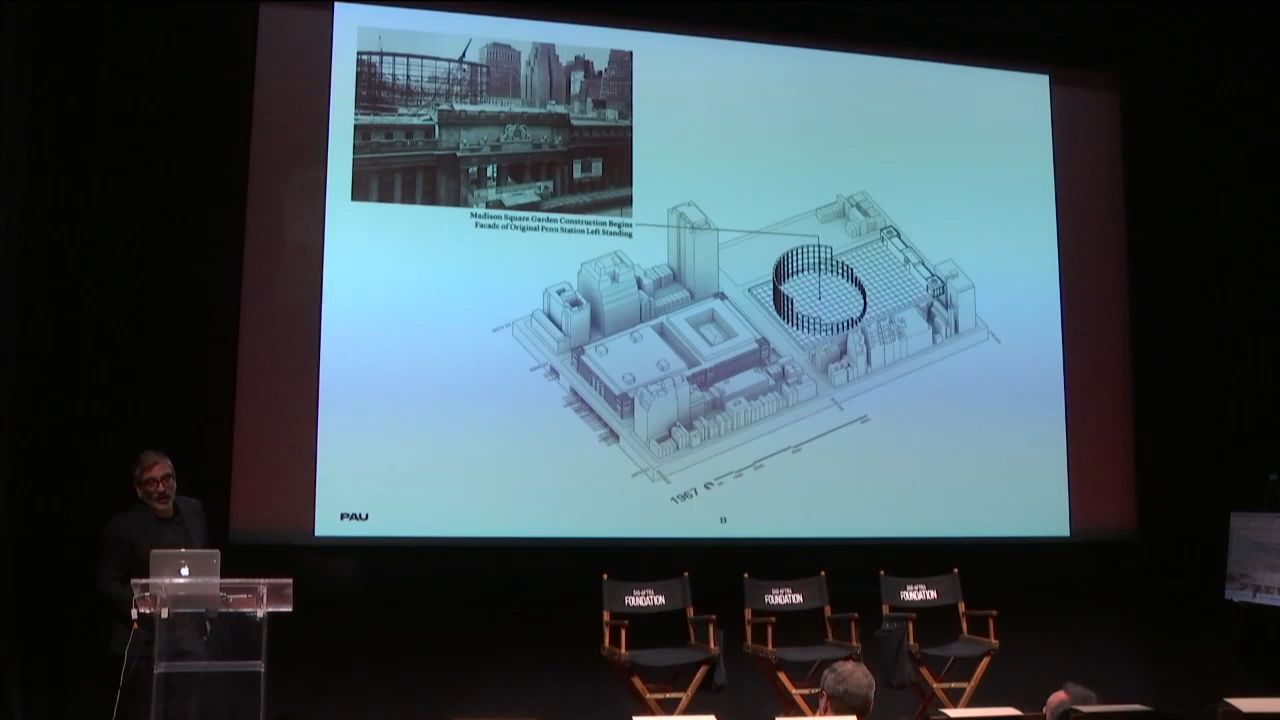 Madison Square Garden Construction Begins
Facade of Original Penn Station Left Standing
1967
PAU
13
SAG-AFTRA
FOUNDATION
SAG-AFTRA
FOUNDATION
SAG-AFTRA
FOUNDATION